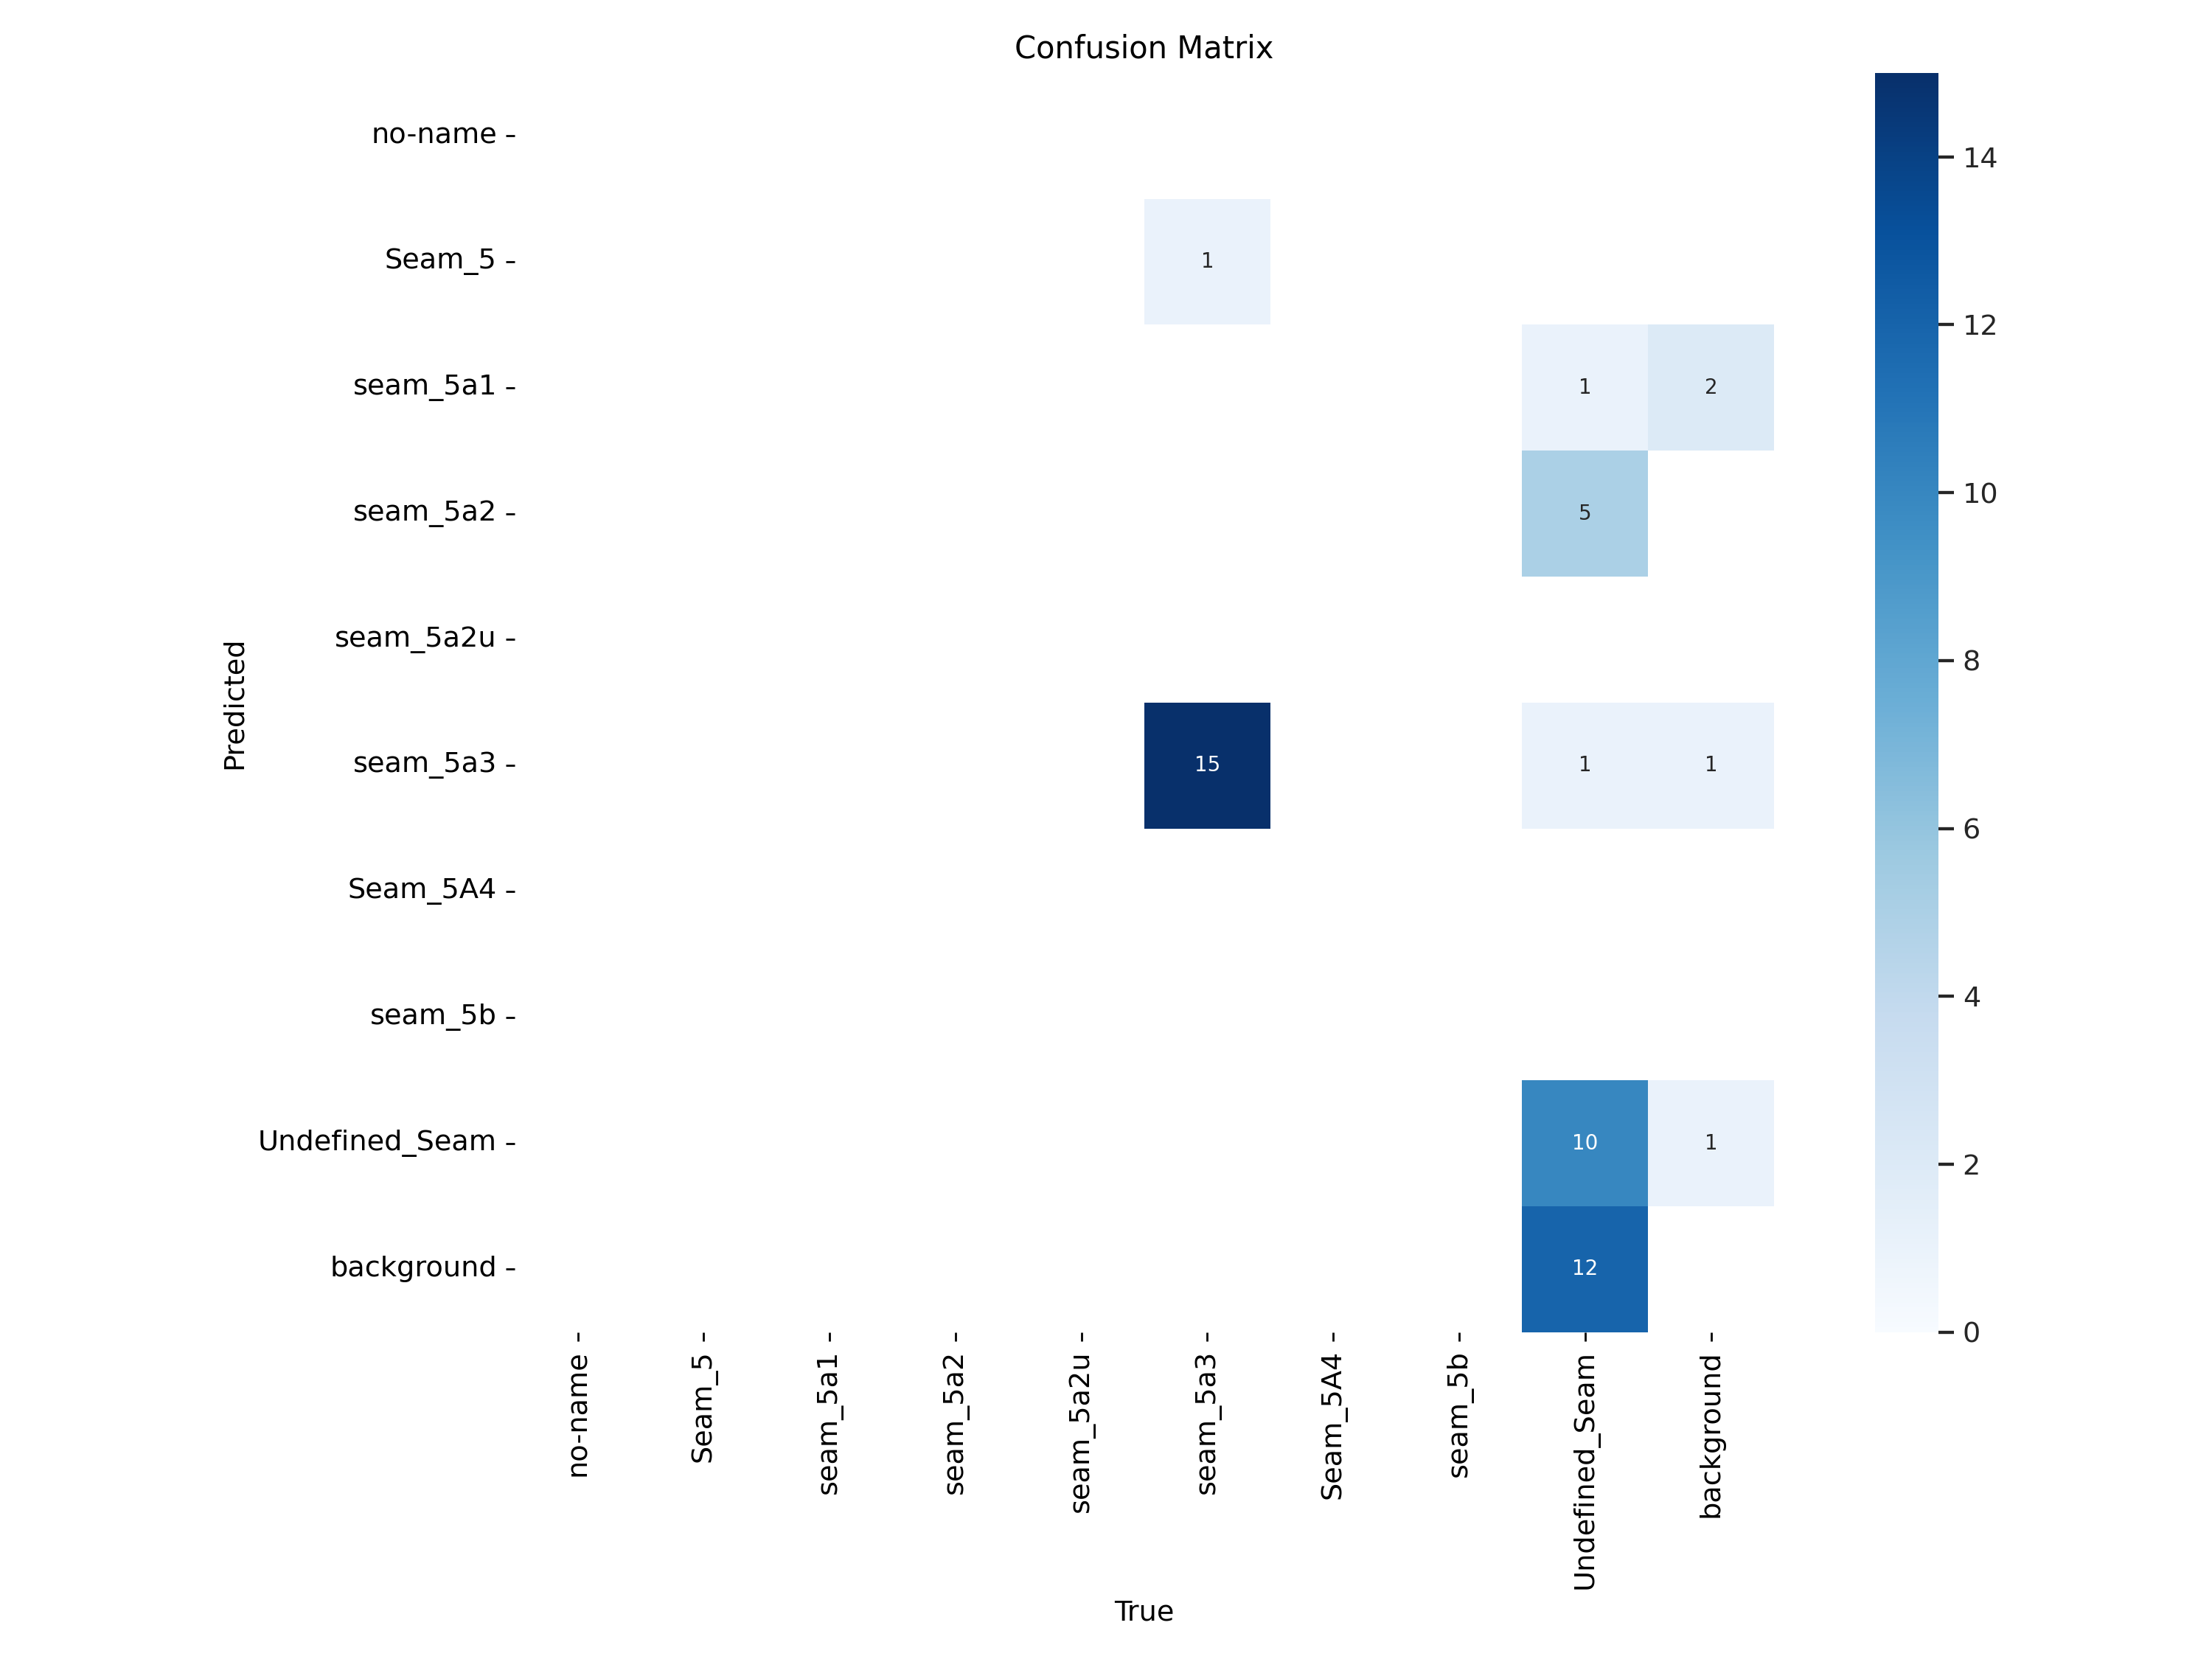 Confusion Matrix
no-name
Seam_5
1
seam_5a1
1 2
seam_5a2
5
seam_5a2u
Predicted
seam_5a3
15 1 1
Seam_5A4
seam_5b
Undefined_Seam
10 1
background
12
14
12
10
8
6
4
2
0
no-name
Seam_5
seam_5a1
seam_5a2
seam_5a2u
seam_5a3
Seam_5A4
seam_5b
Undefined_Seam
background
True